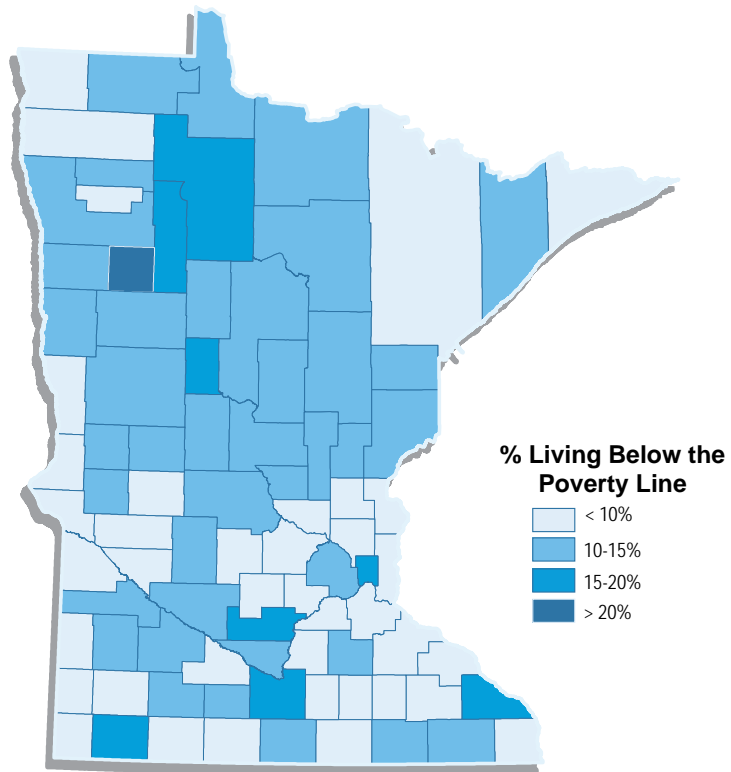 % Living Below the
Poverty Line
< 10%
10-15%
15-20%
> 20%